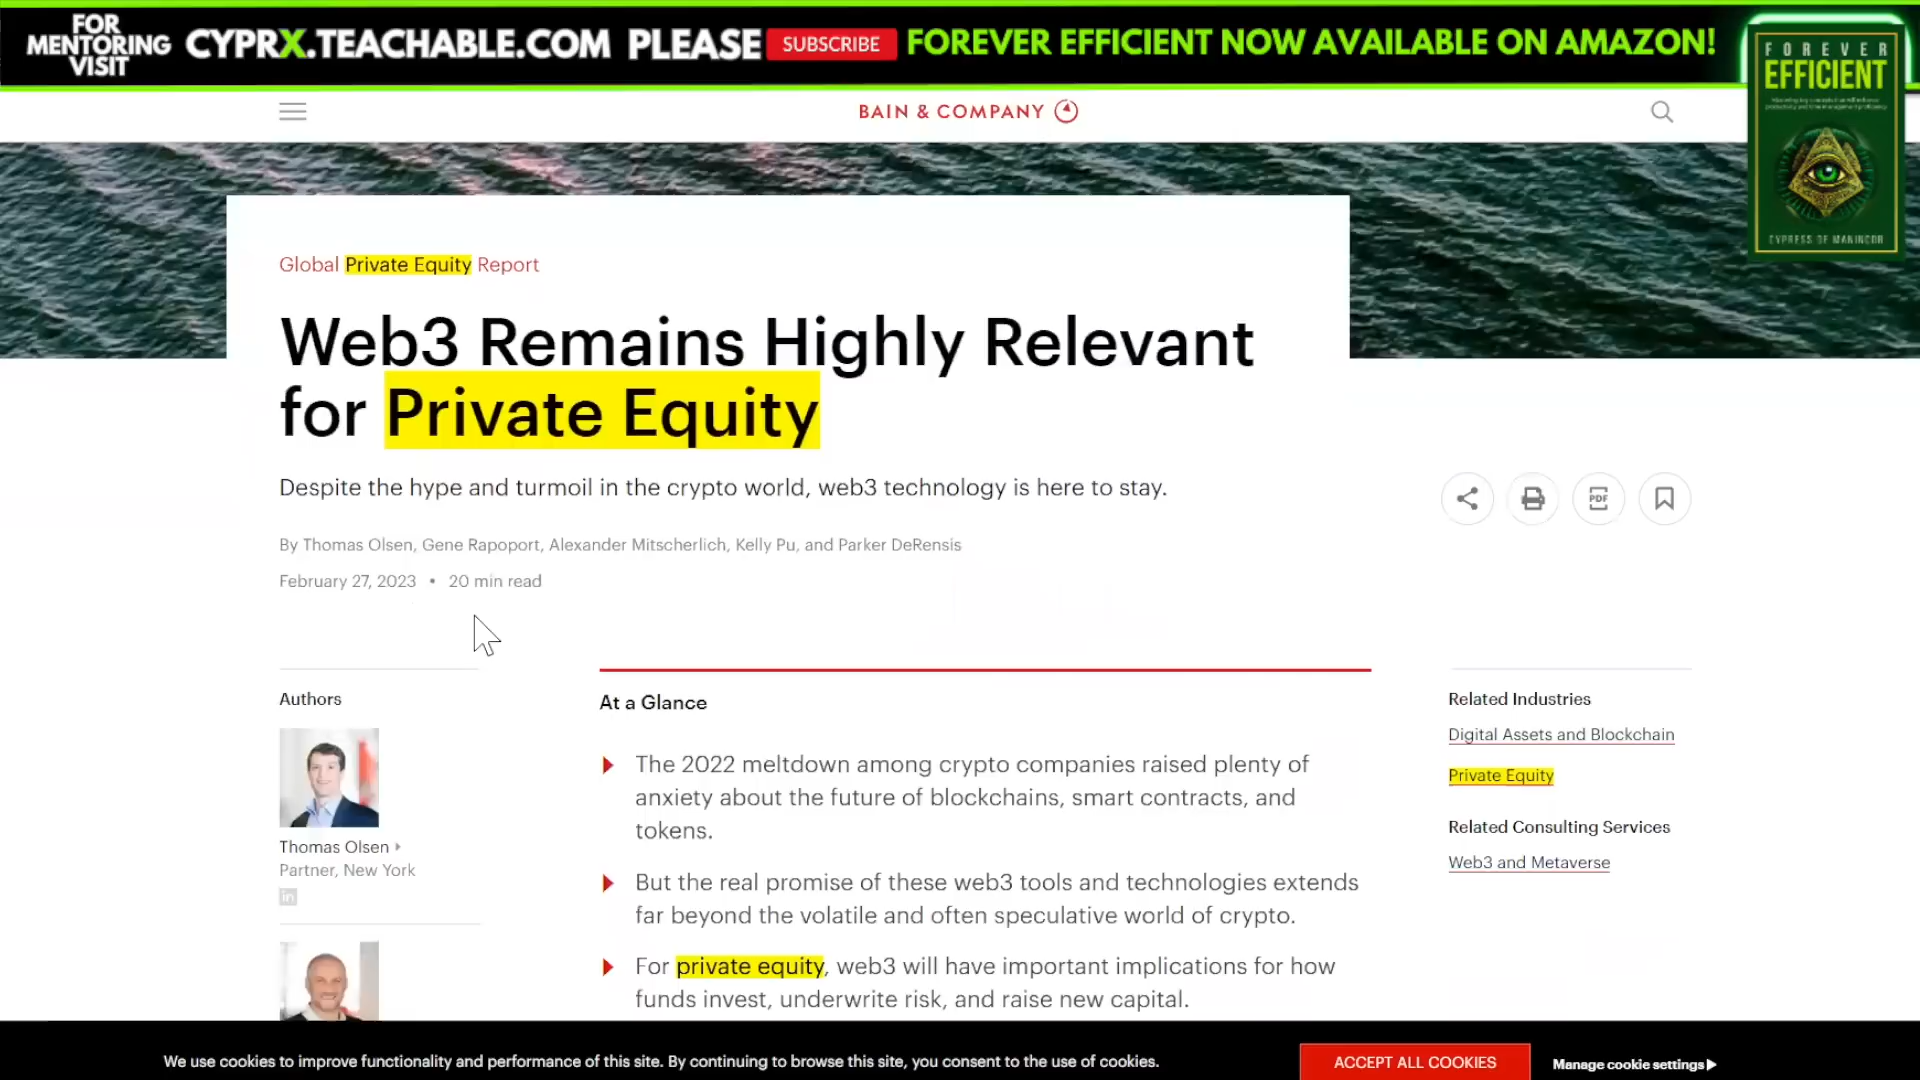 FOR
MENTORING
VISIT
CYPRX.TEACHABLE.COM PLEASE SUBSCRIBE FOREVER EFFICIENT NOW AVAILABLE ON AMAZON!
FOREVER
EFFICIENT
CYPRESS DE MANINCOR
BAIN & COMPANY
Global Private Equity Report
Web3 Remains Highly Relevant
for Private Equity
Despite the hype and turmoil in the crypto world, web3 technology is here to stay.
By Thomas Olsen, Gene Rapoport, Alexander Mitscherlich, Kelly Pu, and Parker DeRensis
February 27, 2023 • 20 min read
PDF
Authors
Thomas Olsen
Partner, New York
in
At a Glance
The 2022 meltdown among crypto companies raised plenty of
anxiety about the future of blockchains, smart contracts, and
tokens.
But the real promise of these web3 tools and technologies extends
far beyond the volatile and often speculative world of crypto.
For private equity, web3 will have important implications for how
funds invest, underwrite risk, and raise new capital.
Related Industries
Digital Assets and Blockchain
Private Equity
Related Consulting Services
Web3 and Metaverse
We use cookies to improve functionality and performance of this site. By continuing to browse this site, you consent to the use of cookies.
ACCEPT ALL COOKIES
Manage cookie settings